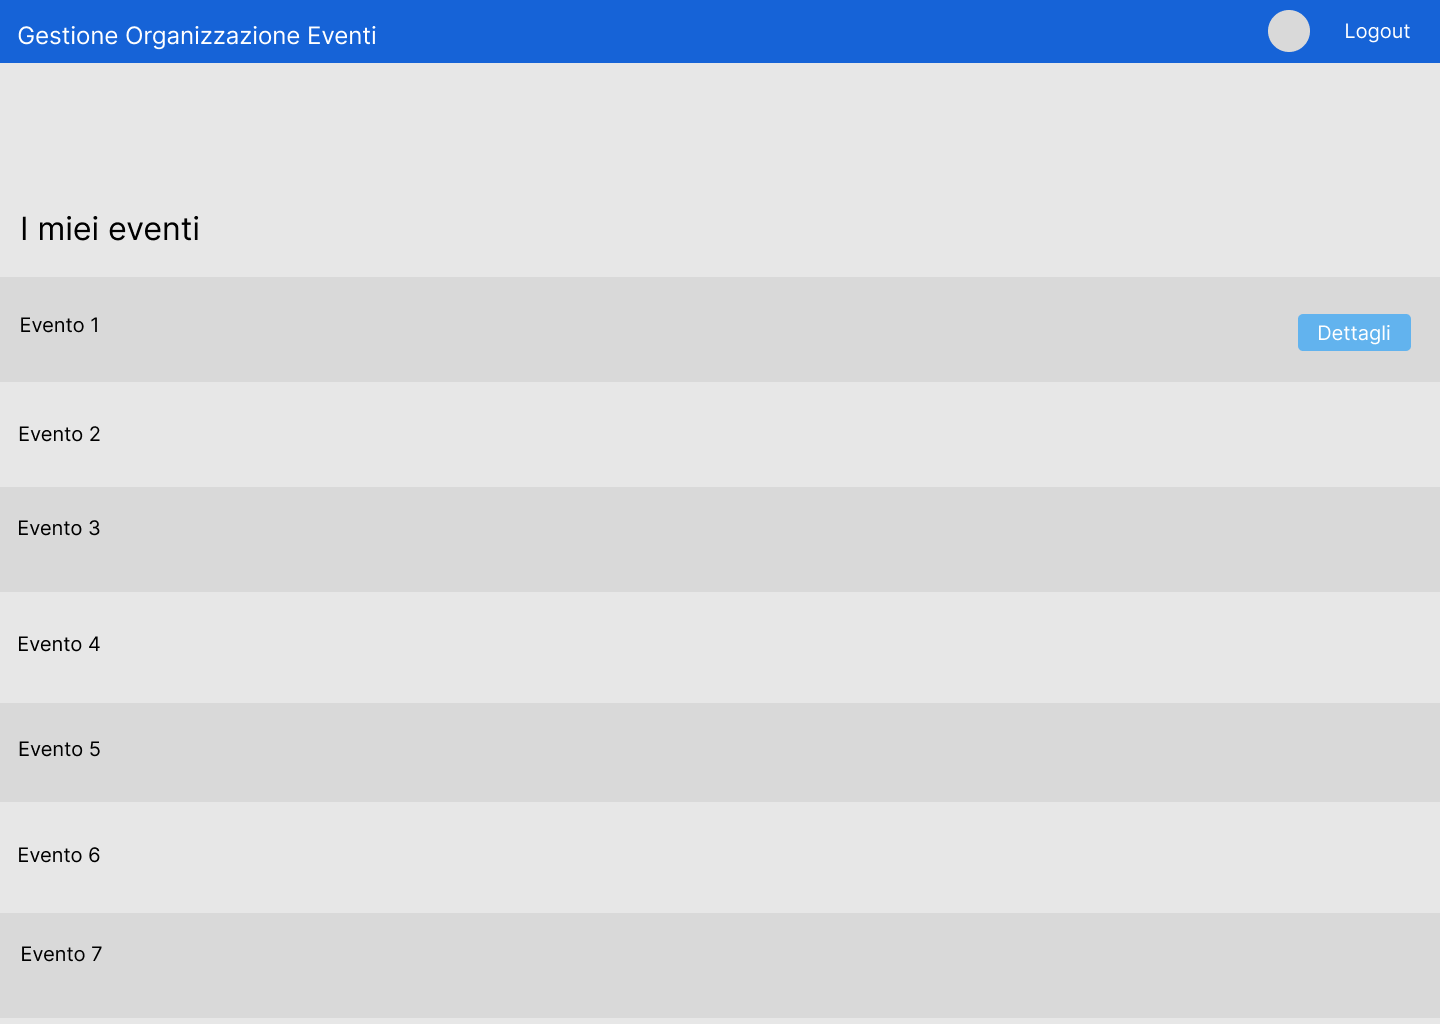 Gestione Organizzazione Eventi
Logout
I miei eventi
Evento 1
Dettagli
Evento 2
Evento 3
Evento 4
Evento 5
Evento 6
Evento 7